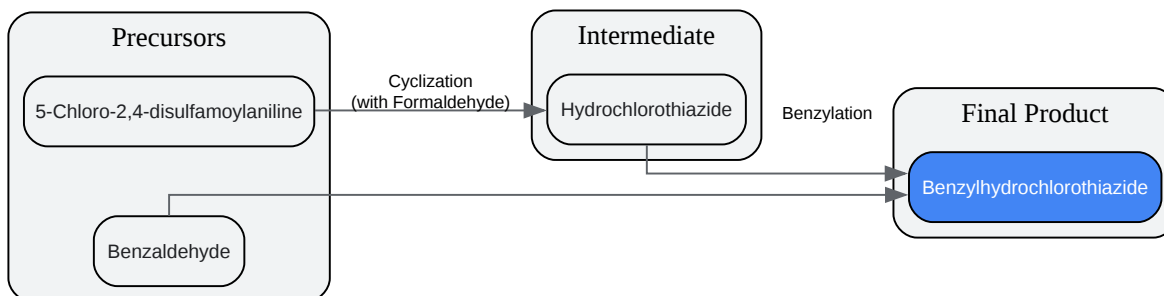 Precursors
5-Chloro-2,4-disulfamoylaniline
Benzaldehyde
Cyclization
(with Formaldehyde)
Intermediate
Hydrochlorothiazide
Benzylation
Final Product
Benzylhydrochlorothiazide